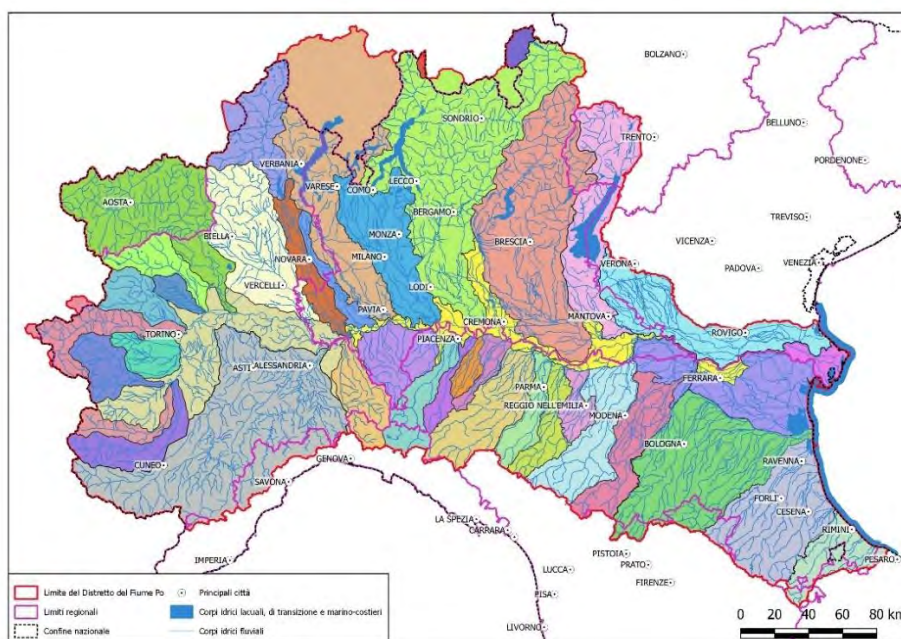 BOLZANO
SONDRIO
BELLUNO
TRENTO
PORDENONE
VERBANIA
LECCO
VARESE
COMO
AOSTA
BERGAMO
TREVISO
BIELLA
MONZA
BRESCIA
VICENZA
NOVARA
MILANO
VERONA
PADOVA
VENEZIA
VERCELLI
LODI
PAVIA
CREMONA
MANTOVA
TORINO
PIACENZA
ROVIGO
ASTI
ALESSANDRIA
FERRARA
PARMA
REGGIO NELL'EMILIA
MODENA
BOLOGNA
CUNEO
GENOVA
RAVENNA
SAVONA
FORLI'
CESENA
LA SPEZIA
RIMINI
CARRARA
IMPERIA
PISTOIA
PESARO
LUCCA
PRATO
FIRENZE
PISA
LIVORNO
Limite del Distretto del Fiume Po
Principali città
Limiti regionali
Corpi idrici lacuali, di transizione e marino-costieri
Confine nazionale
Corpi idrici fluviali
0 20 40 60 80 km